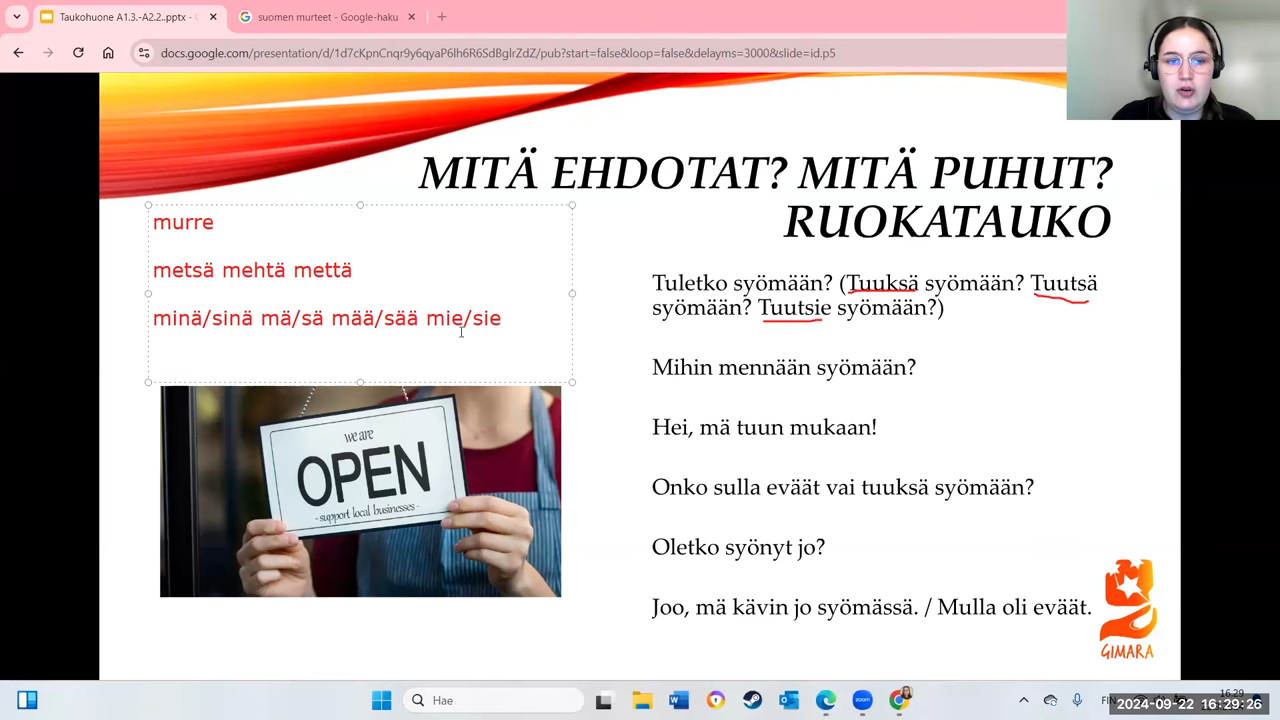 Taukohuone A1.3.-A2.2..pptx -
suomen murteet - Google-haku
docs.google.com/presentation/d/1d7cKpnCnqr9y6qyaP6lh6R6SdBglrZdZ/pub?start=false&loop=false&delayms=3000&slide=id.p5
MITÄ EHDOTAT? MITÄ PUHUT?
RUOKATAUKO
murre
metsä mehtä mettä
minä/sinä mä/sä mää/sää mie/sie
we are
OPEN
- support local businesses -
Tuletko syömään? (Tuuksä syömään? Tuutsä
syömään? Tuutsie syömään?)
Mihin mennään syömään?
Hei, mä tuun mukaan!
Onko sulla eväät vai tuuksä syömään?
Oletko syönyt jo?
Joo, mä kävin jo syömässä. / Mulla oli eväät.
GIMARA
Hae
FIN
16.29
2024-09-22 16:29:26